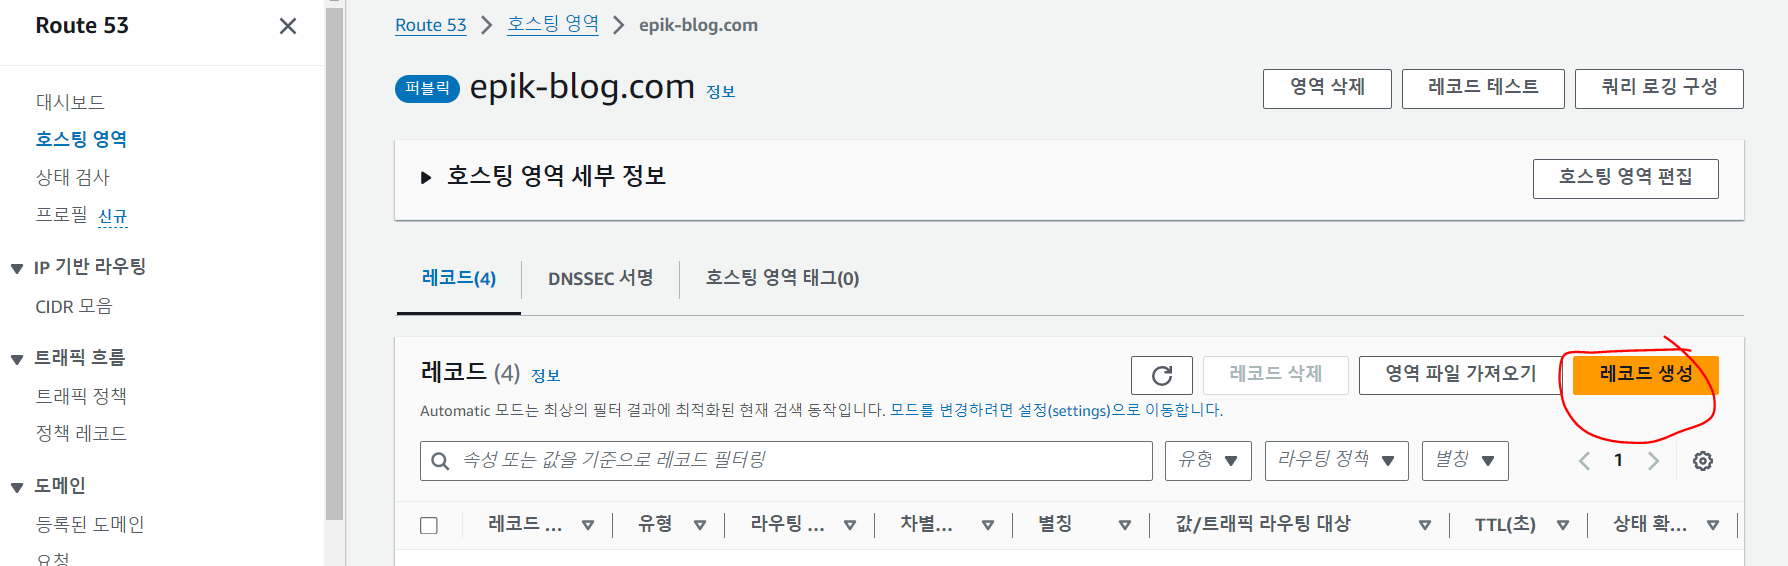 Route 53
대시보드
호스팅 영역
상태 검사
프로필 신규
IP 기반 라우팅
CIDR 모음
트래픽 흐름
트래픽 정책
정책 레코드
도메인
등록된 도메인
요청
Route 53 > 호스팅 영역 > epik-blog.com
퍼블릭 epik-blog.com 정보
영역 삭제 레코드 테스트 쿼리 로깅 구성
호스팅 영역 세부 정보 호스팅 영역 편집
레코드(4) DNSSEC 서명 호스팅 영역 태그(0)
레코드 (4) 정보 레코드 삭제 영역 파일 가져오기 레코드 생성
Automatic 모드는 최상의 필터 결과에 최적화된 현재 검색 동작입니다. 모드를 변경하려면 설정(settings)으로 이동합니다.
속성 또는 값을 기준으로 레코드 필터링 유형 라우팅 정책 별칭 1
레코드 ... 유형 라우팅 ... 차별... 별칭 값/트래픽 라우팅 대상 TTL(초) 상태 확...